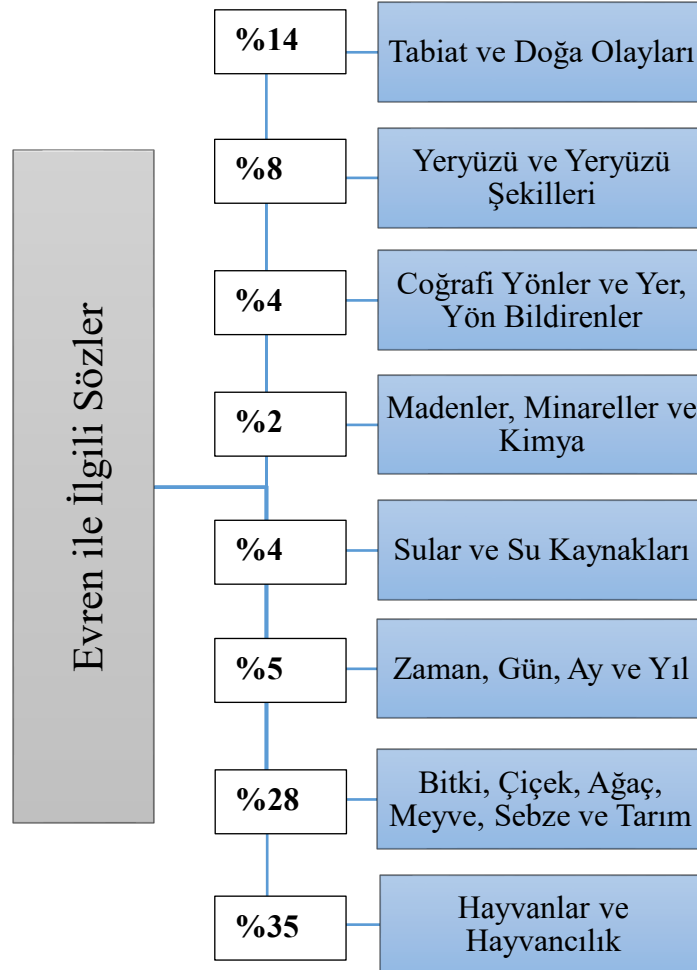 Evren ile İlgili Sözler
%14
Tabiat ve Doğa Olayları
%8
Yeryüzü ve Yeryüzü
Şekilleri
%4
Coğrafi Yönler ve Yer,
Yön Bildirenler
%2
Madenler, Minareller ve
Kimya
%4
Sular ve Su Kaynakları
%5
Zaman, Gün, Ay ve Yıl
%28
Bitki, Çiçek, Ağaç,
Meyve, Sebze ve Tarım
%35
Hayvanlar ve
Hayvancılık